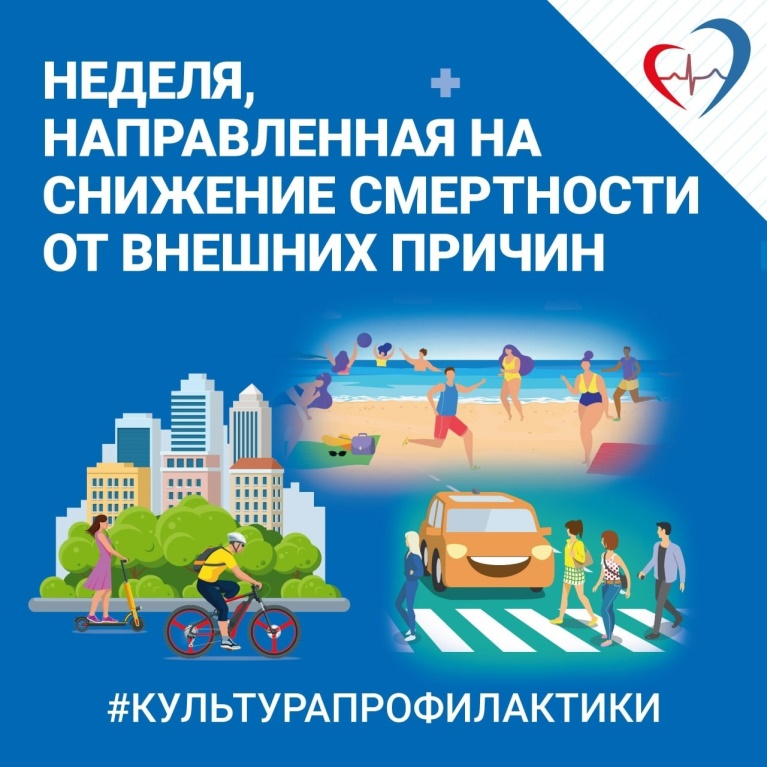 НЕДЕЛЯ,
НАПРАВЛЕННАЯ НА
СНИЖЕНИЕ СМЕРТНОСТИ
ОТ ВНЕШНИХ ПРИЧИН
#КУЛЬТУРАПРОФИЛАКТИКИ